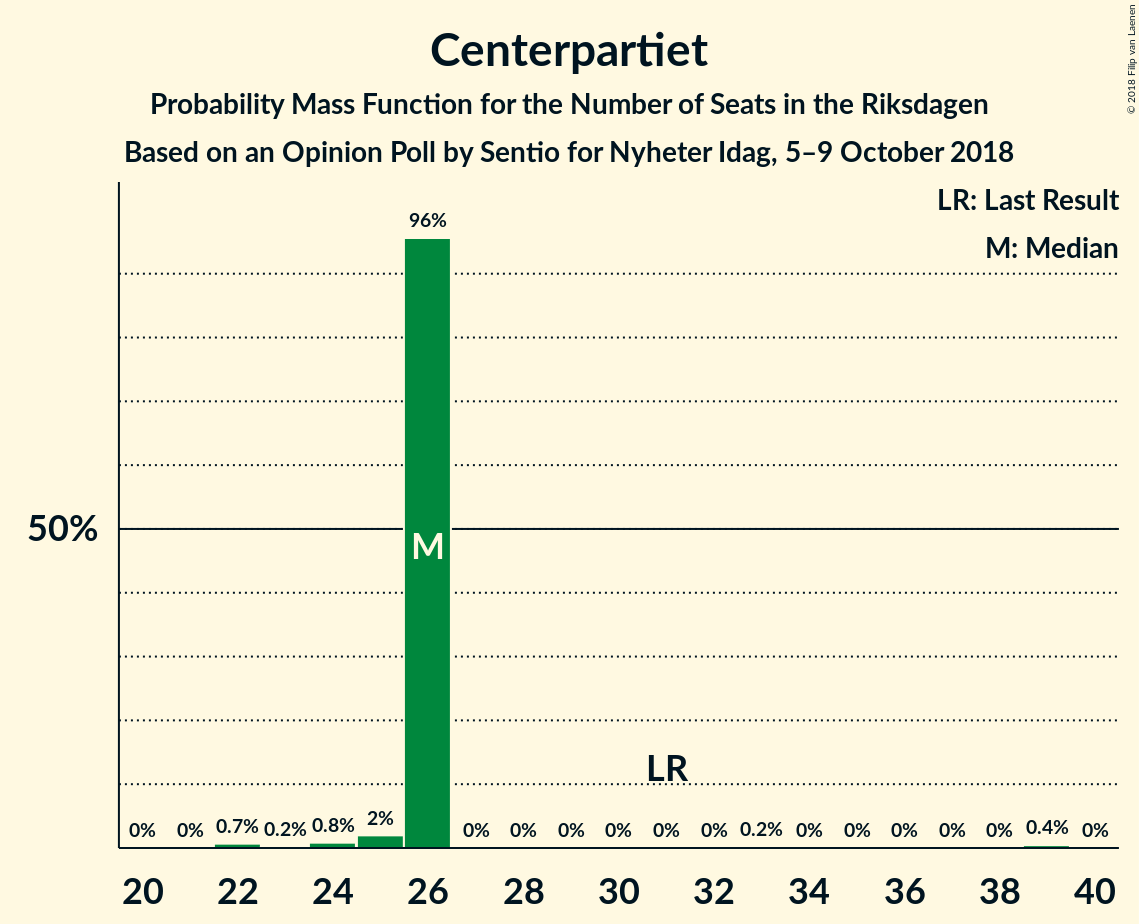 Centerpartiet
Probability Mass Function for the Number of Seats in the Riksdagen
Based on an Opinion Poll by Sentio for Nyheter Idag, 5–9 October 2018
© 2018 Filip van Laenen
LR: Last Result
M: Median
96%
50%
M
LR
0% 0% 0.7% 0.2% 0.8% 2% 0% 0% 0% 0% 0% 0% 0.2% 0% 0% 0% 0% 0% 0.4% 0%
20 22 24 26 28 30 32 34 36 38 40